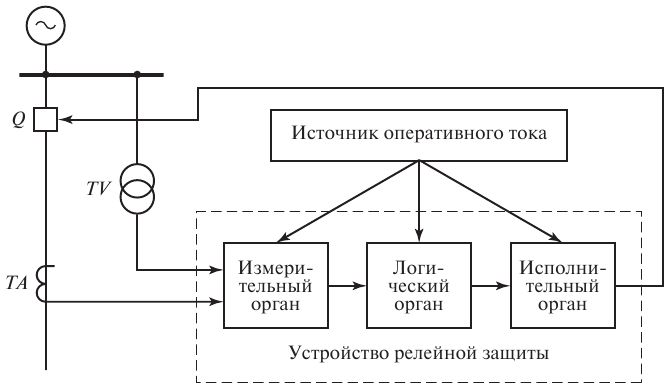 Q
Источник оперативного тока
TV
TA
Измери-
тельный
орган
Логи-
ческий
орган
Исполни-
тельный
орган
Устройство релейной защиты